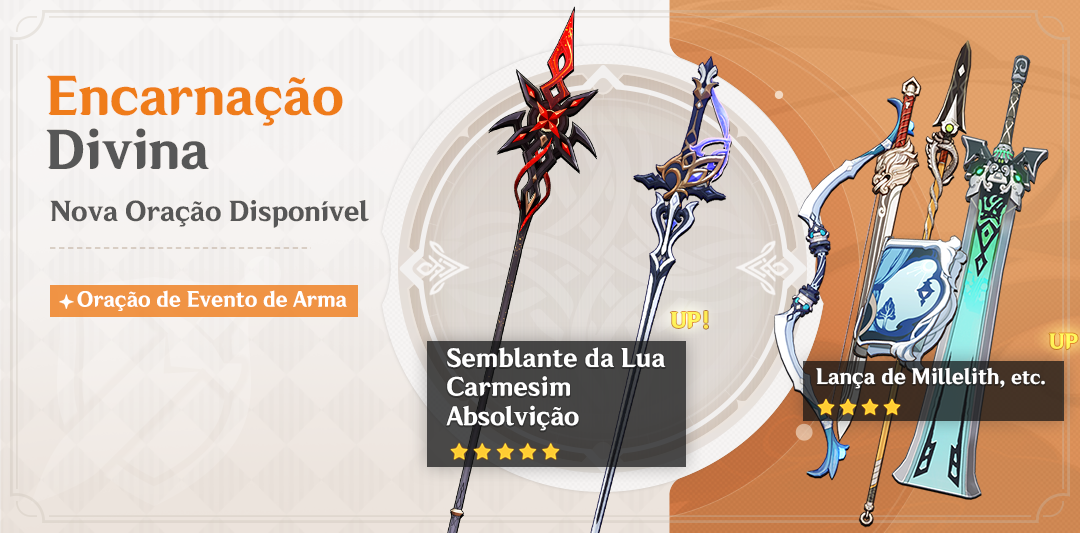 Encarnação
Divina
Nova Oração Disponível
Oração de Evento de Arma
UP!
Semblante da Lua
Carmesim
Absolvição
UP
Lança de Millelith, etc.